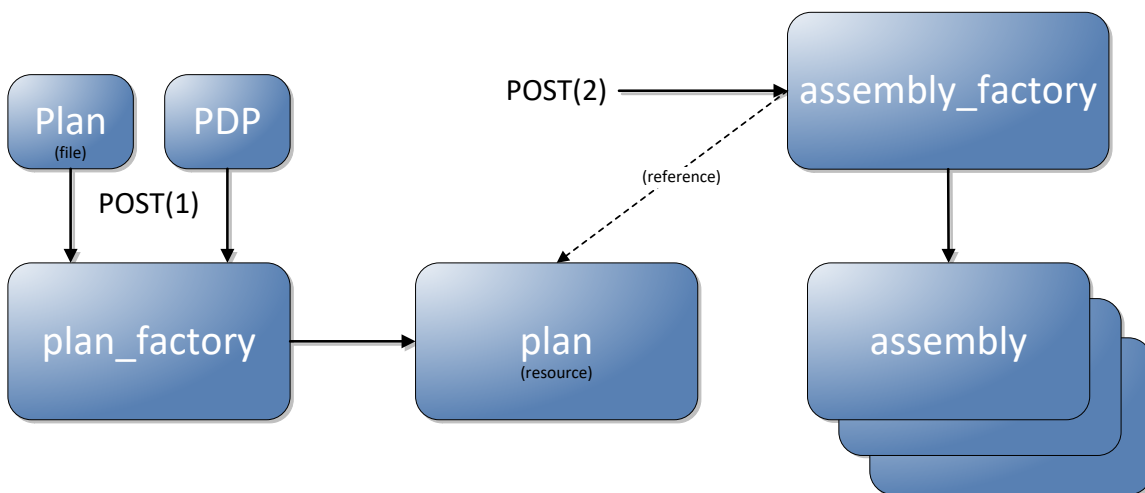 Plan
(file)
PDP
POST(1)
plan_factory
plan
(resource)
POST(2)
(reference)
assembly_factory
assembly